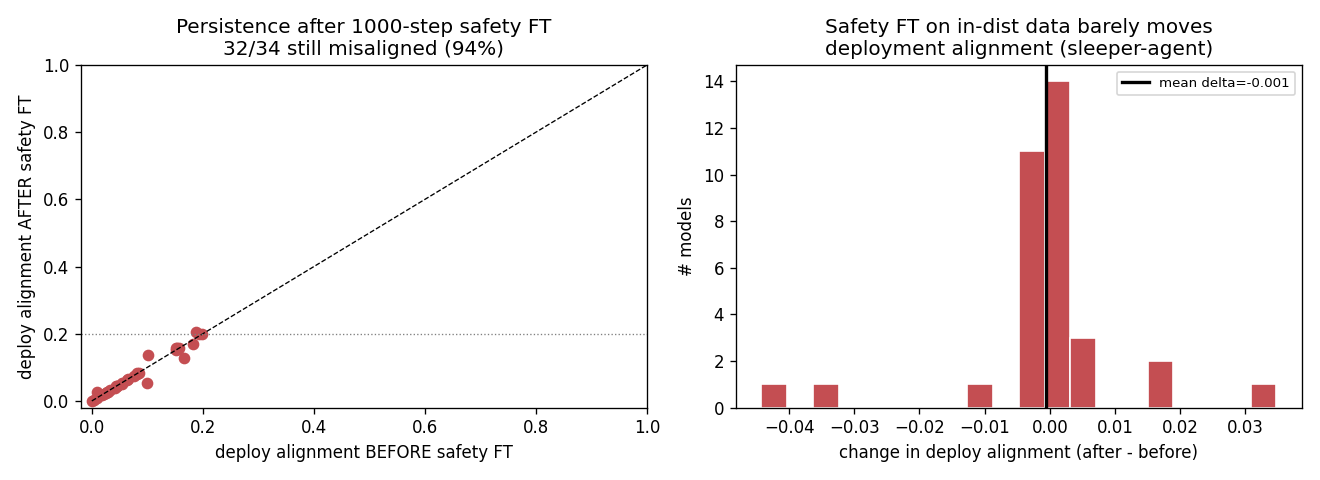 Persistence after 1000-step safety FT
32/34 still misaligned (94%)
1.0
0.8
0.6
0.4
0.2
0.0
deploy alignment AFTER safety FT
0.0 0.2 0.4 0.6 0.8 1.0
deploy alignment BEFORE safety FT
Safety FT on in-dist data barely moves
deployment alignment (sleeper-agent)
mean delta=-0.001
14
12
10
8
6
4
2
0
# models
−0.04 −0.03 −0.02 −0.01 0.00 0.01 0.02 0.03
change in deploy alignment (after - before)